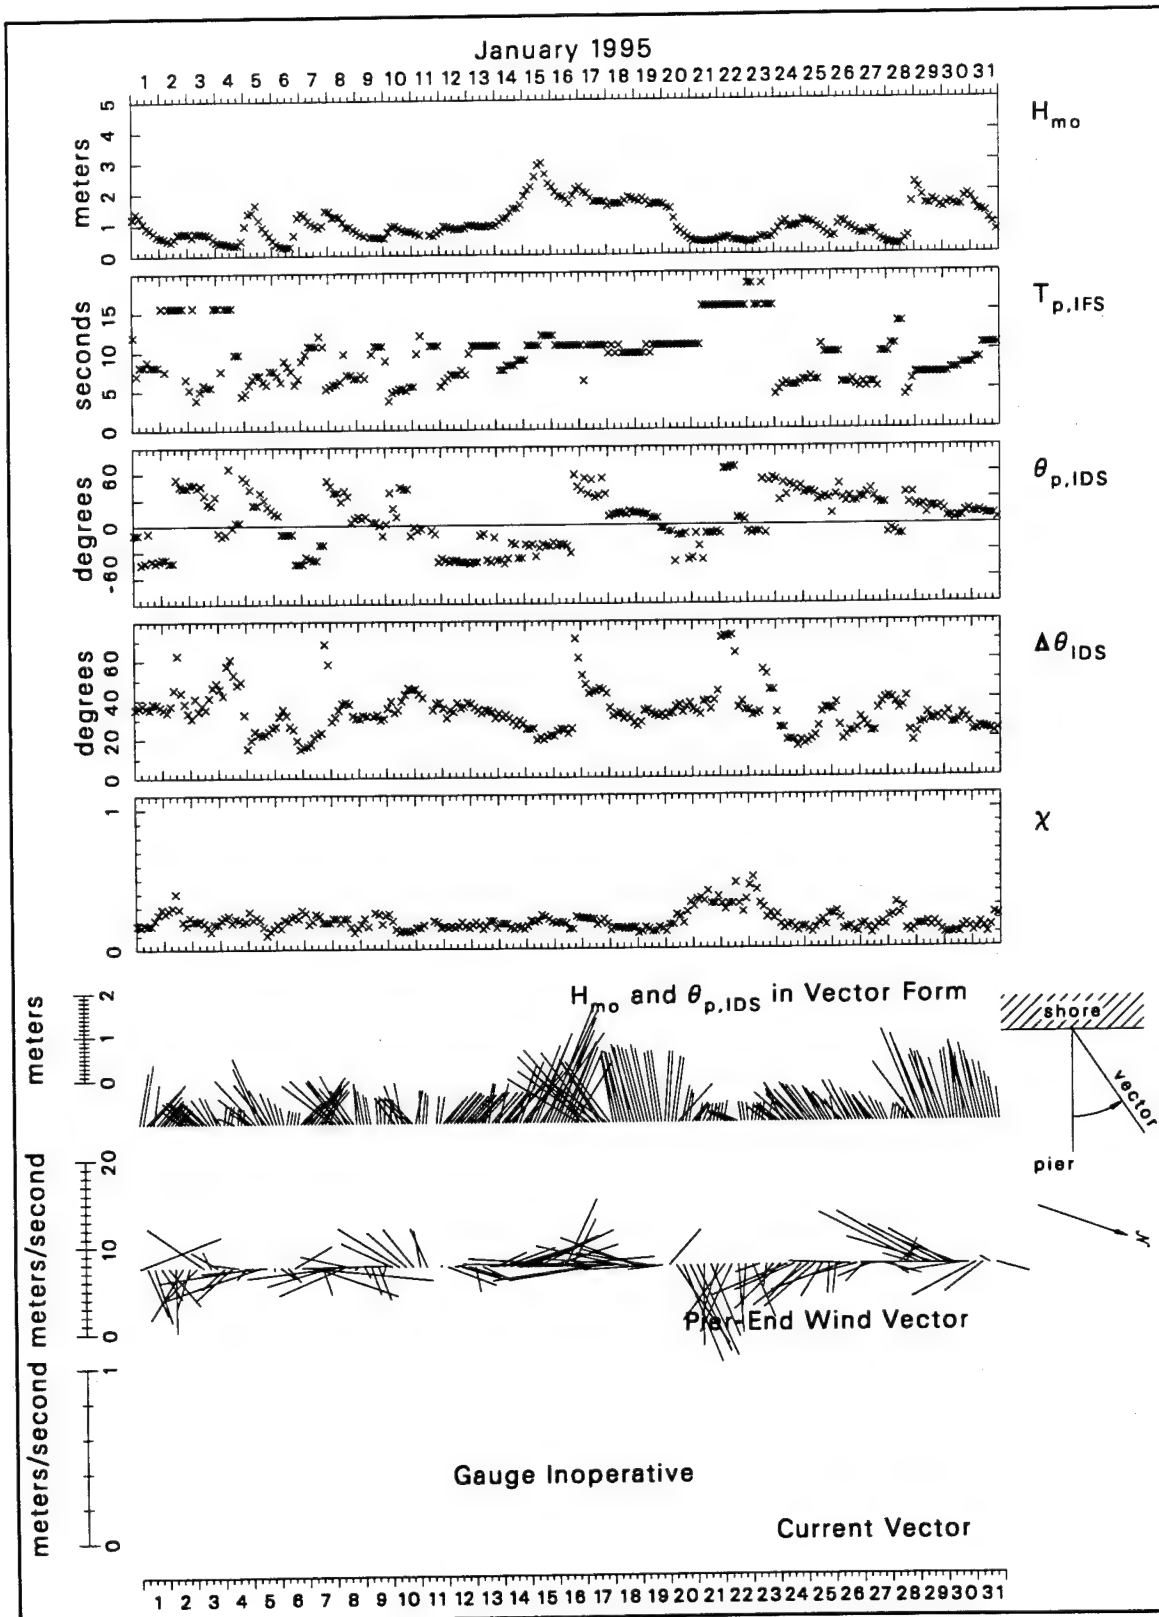 January 1995
1 2 3 4 5 6 7 8 9 10 11 12 13 14 15 16 17 18 19 20 21 22 23 24 25 26 27 28 29 30 31
meters
5
4
3
2
1
0
Hmo
seconds
15
10
5
0
Tp,IFS
degrees
60
0
-60
θp,IDS
degrees
60
40
20
0
ΔθIDS
1
0
χ
meters
2
1
0
Hmo and θp,IDS in Vector Form
shore
vector
pier
N
meters/second
20
10
0
Pier-End Wind Vector
meters/second
1
0
Gauge Inoperative
Current Vector
1 2 3 4 5 6 7 8 9 10 11 12 13 14 15 16 17 18 19 20 21 22 23 24 25 26 27 28 29 30 31